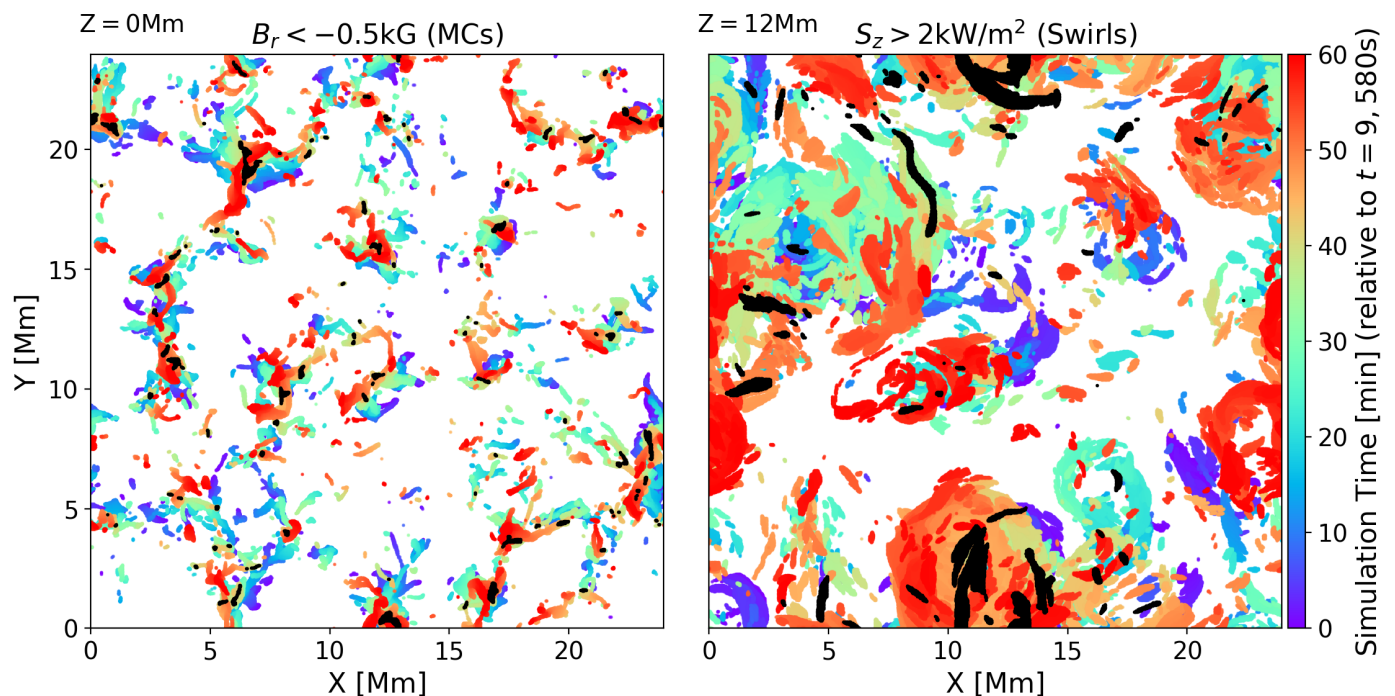 Z = 0Mm
B_r < −0.5kG (MCs)
Z = 12Mm
S_z > 2kW/m² (Swirls)
Y [Mm]
20
15
10
5
0
0 5 10 15 20
X [Mm]
0 5 10 15 20
X [Mm]
60
50
40
30
20
10
0
Simulation Time [min] (relative to t = 9, 580s)